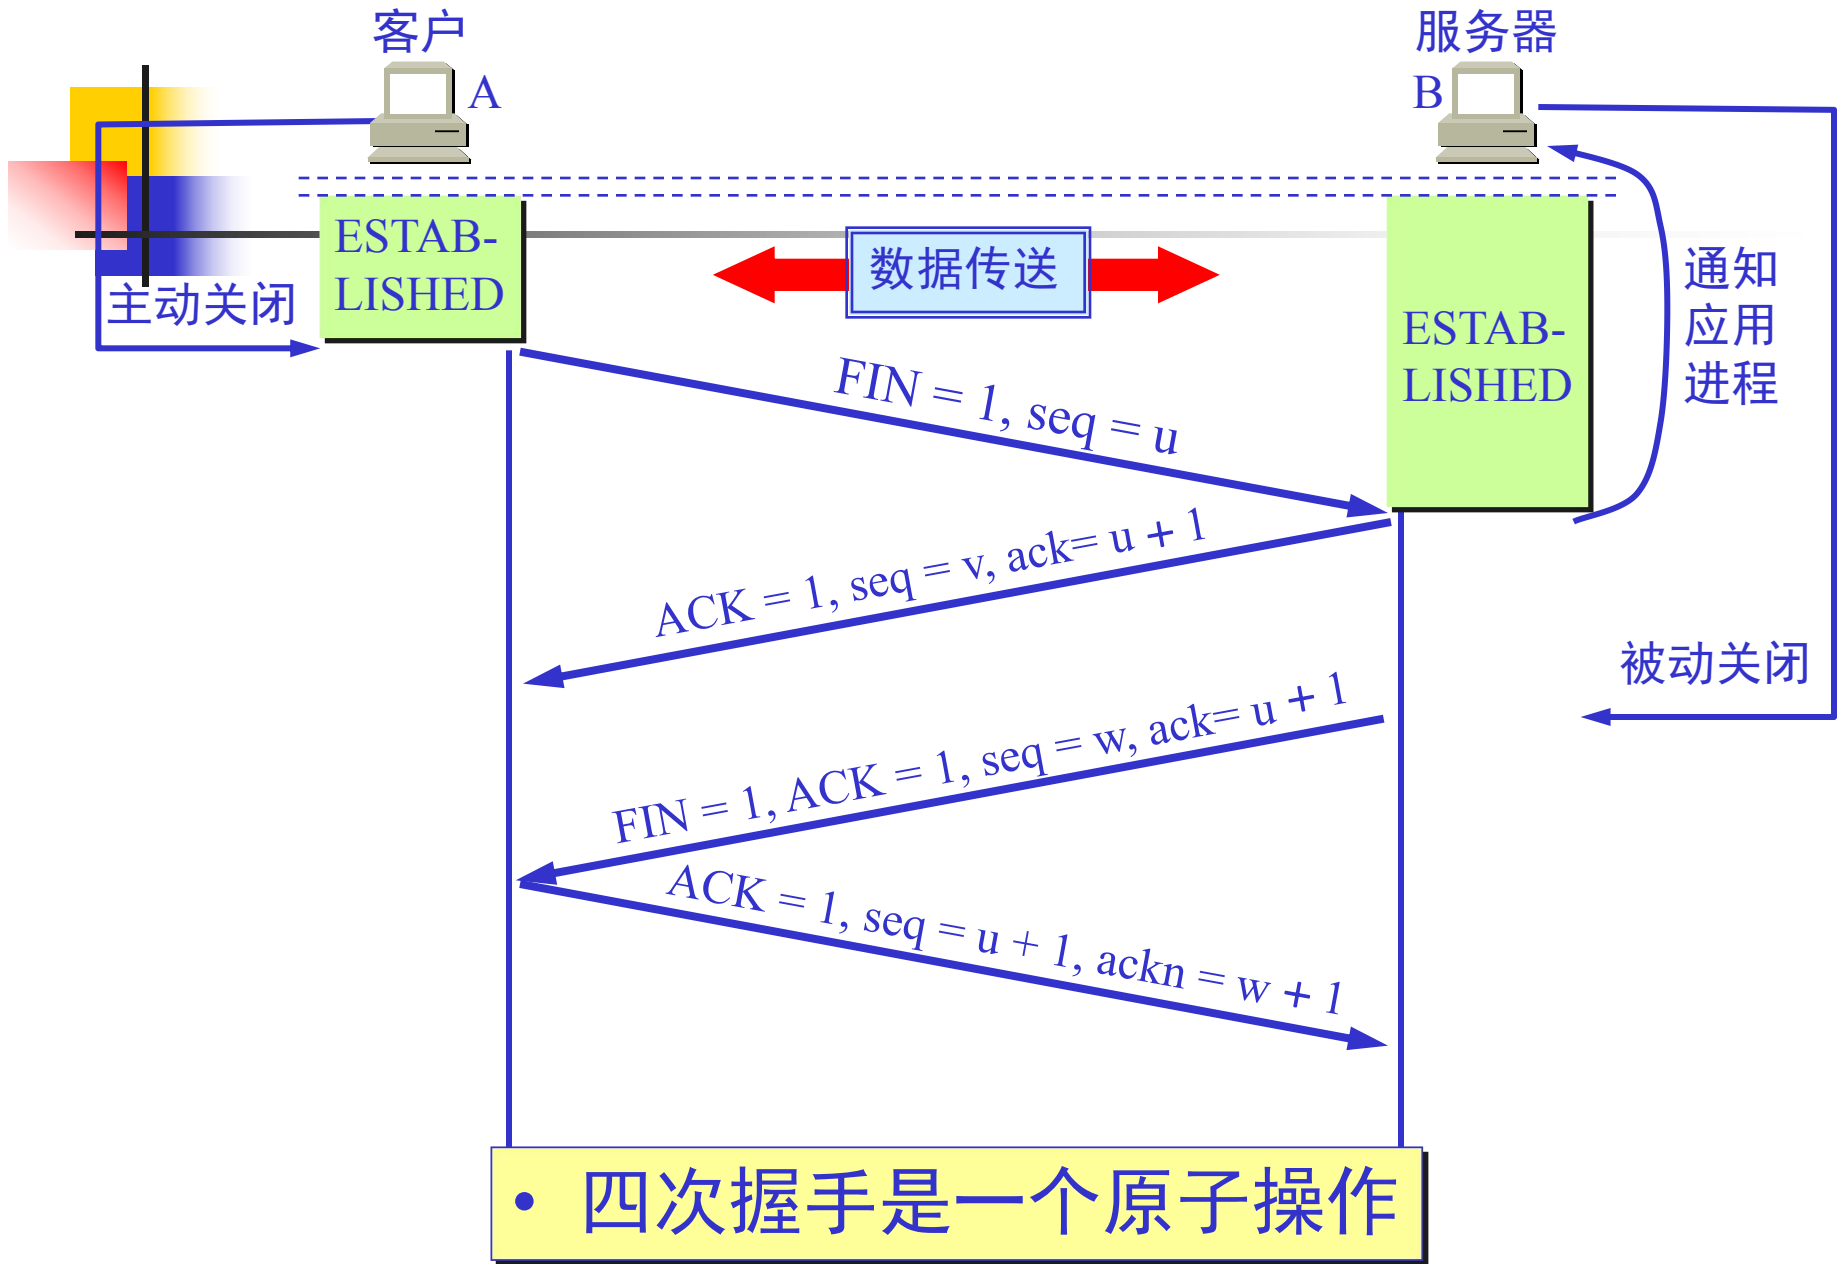 客户
服务器
A
B
ESTAB-
LISHED
数据传送
主动关闭
ESTAB-
LISHED
通知
应用
进程
FIN = 1, seq = u
ACK = 1, seq = v, ack= u + 1
被动关闭
FIN = 1, ACK = 1, seq = w, ack= u + 1
ACK = 1, seq = u + 1, ackn = w + 1
• 四次握手是一个原子操作